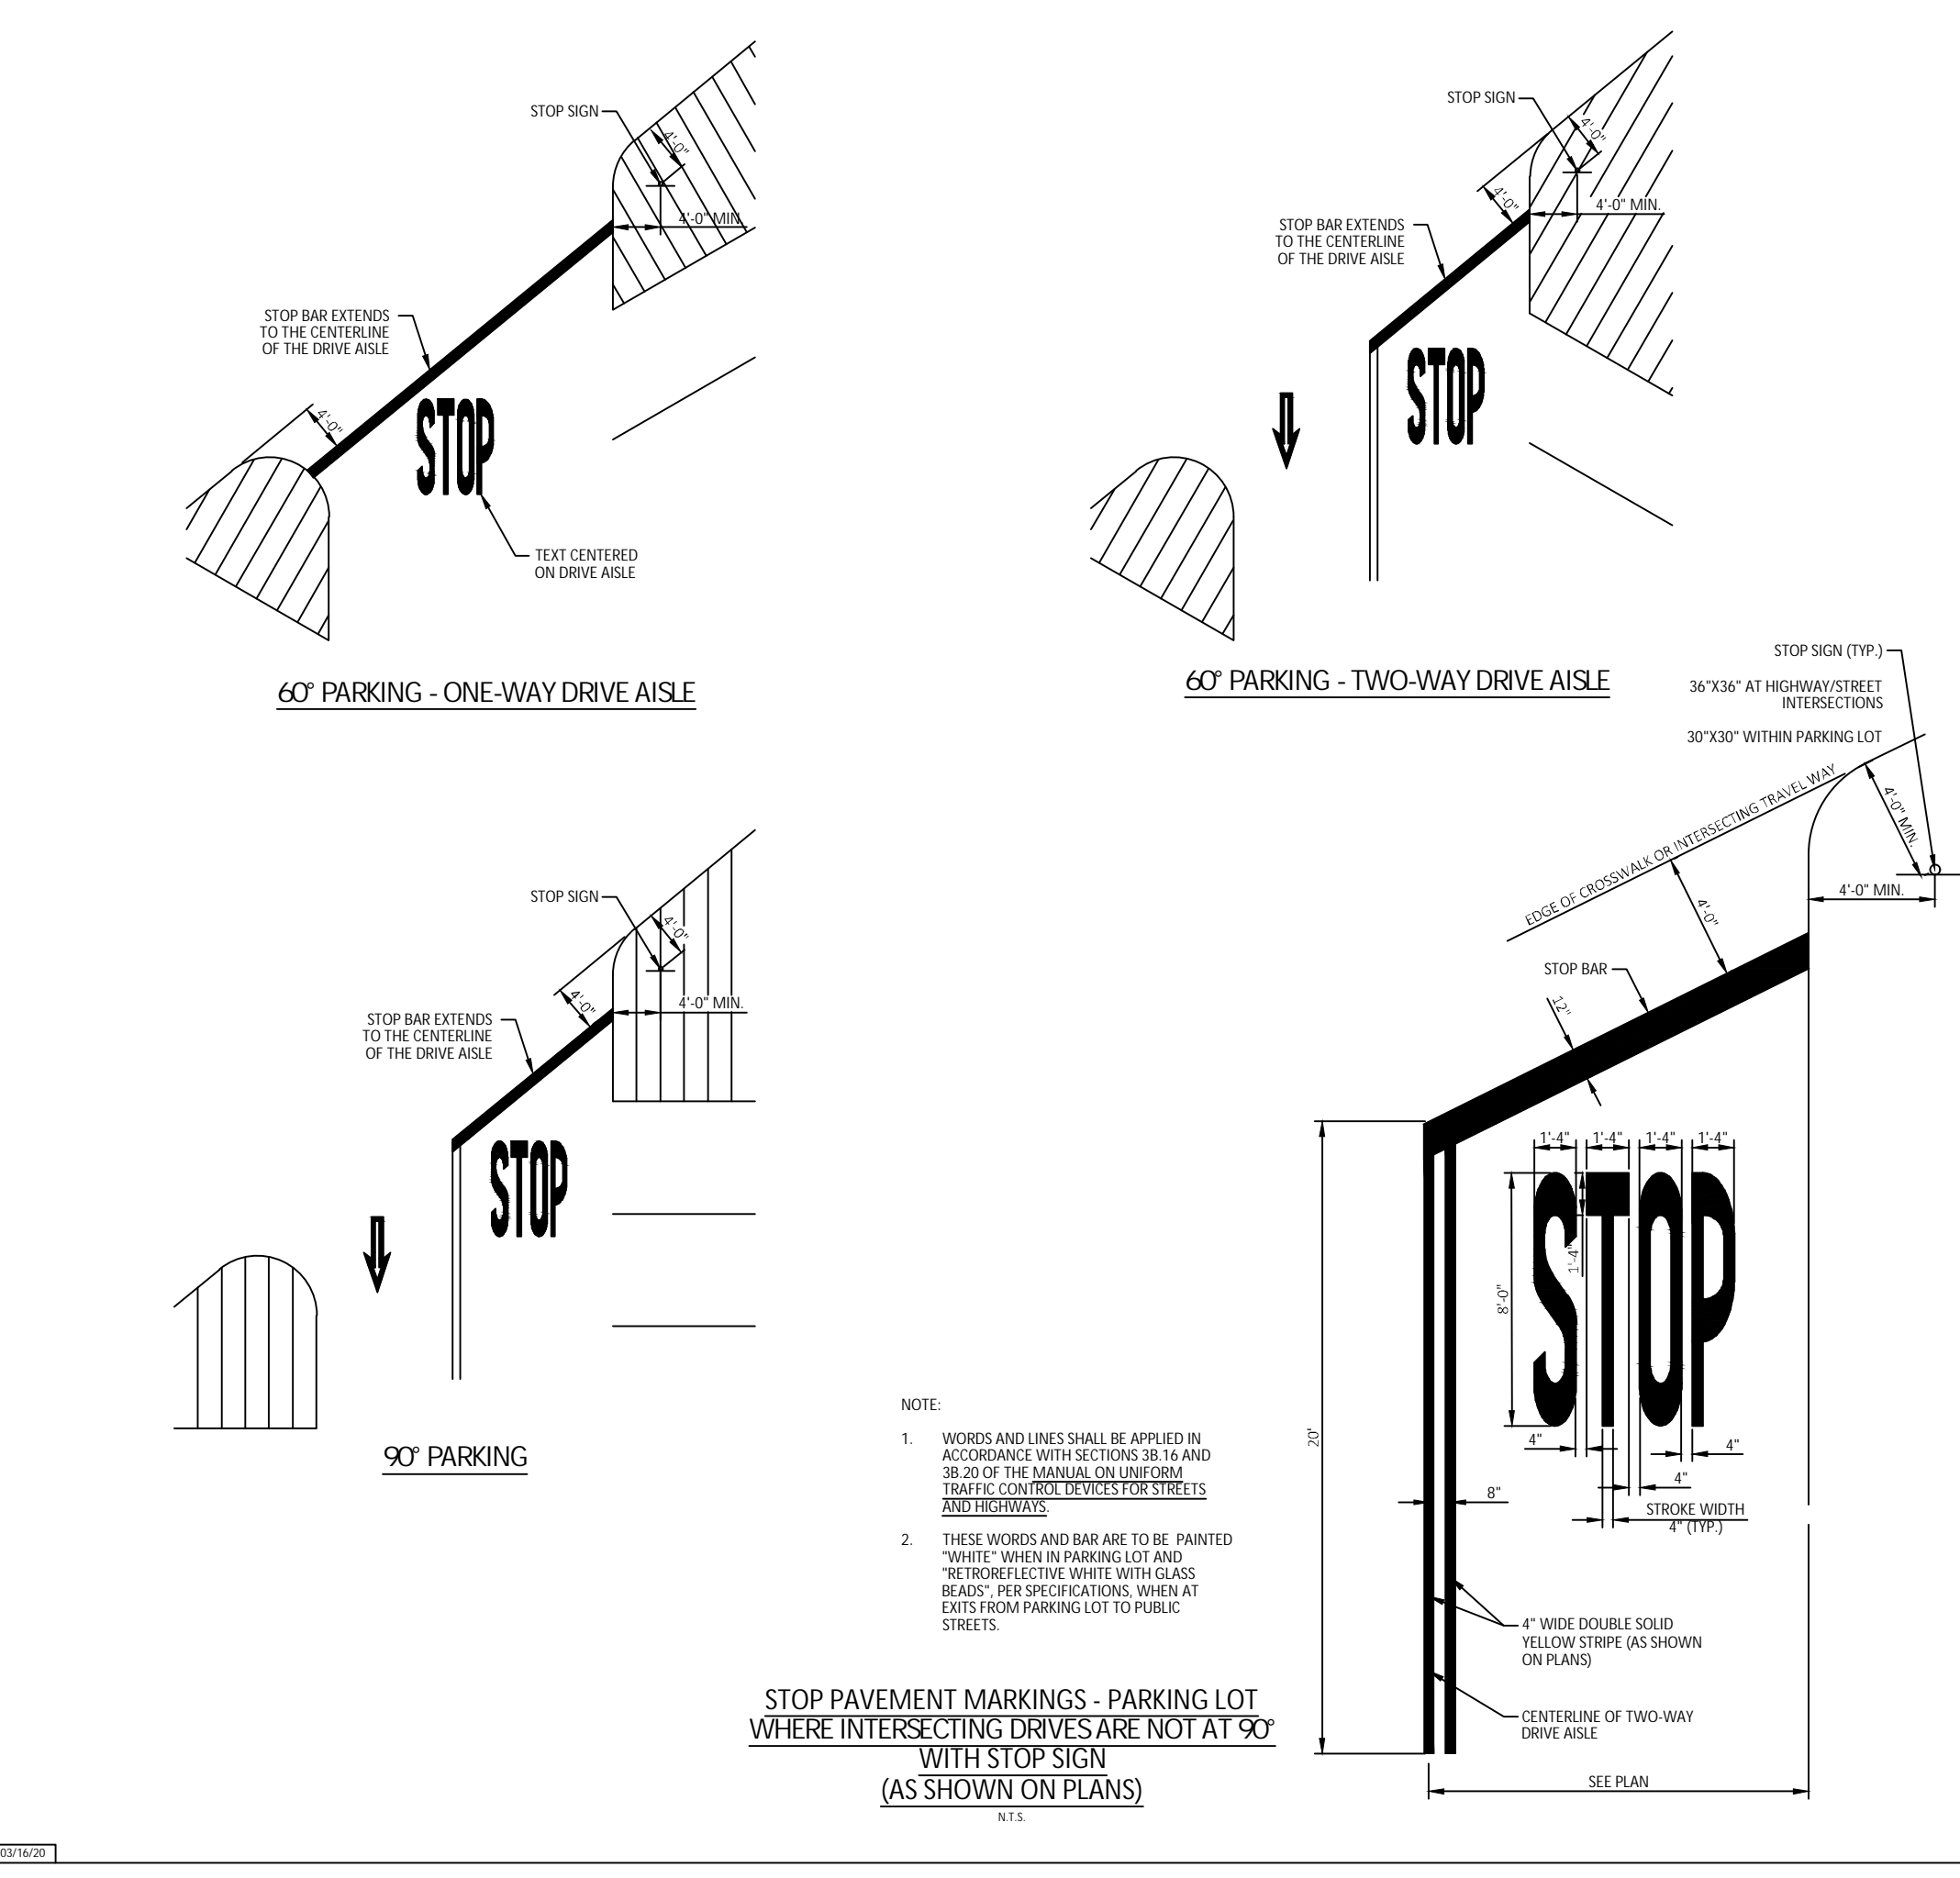 STOP SIGN
4'-0"
4'-0" MIN.
STOP BAR EXTENDS
TO THE CENTERLINE
OF THE DRIVE AISLE
4'-0"
STOP
TEXT CENTERED
ON DRIVE AISLE
60° PARKING - ONE-WAY DRIVE AISLE
STOP SIGN
4'-0"
4'-0"
4'-0" MIN.
STOP BAR EXTENDS
TO THE CENTERLINE
OF THE DRIVE AISLE
STOP
60° PARKING - TWO-WAY DRIVE AISLE
STOP SIGN
4'-0"
4'-0"
4'-0" MIN.
STOP BAR EXTENDS
TO THE CENTERLINE
OF THE DRIVE AISLE
STOP
90° PARKING
STOP SIGN (TYP.)
36"X36" AT HIGHWAY/STREET
INTERSECTIONS
30"X30" WITHIN PARKING LOT
EDGE OF CROSSWALK OR INTERSECTING TRAVEL WAY
4'-0" MIN.
4'-0" MIN.
4'-0"
STOP BAR
12"
1'-4" 1'-4" 1'-4" 1'-4"
1'-4"
8'-0"
STOP
4" 4"
4"
20'
8"
STROKE WIDTH
4" (TYP.)
4" WIDE DOUBLE SOLID
YELLOW STRIPE (AS SHOWN
ON PLANS)
CENTERLINE OF TWO-WAY
DRIVE AISLE
SEE PLAN
NOTE:
1. WORDS AND LINES SHALL BE APPLIED IN
ACCORDANCE WITH SECTIONS 3B.16 AND
3B.20 OF THE MANUAL ON UNIFORM
TRAFFIC CONTROL DEVICES FOR STREETS
AND HIGHWAYS.
2. THESE WORDS AND BAR ARE TO BE PAINTED
"WHITE" WHEN IN PARKING LOT AND
"RETROREFLECTIVE WHITE WITH GLASS
BEADS", PER SPECIFICATIONS, WHEN AT
EXITS FROM PARKING LOT TO PUBLIC
STREETS.
STOP PAVEMENT MARKINGS - PARKING LOT
WHERE INTERSECTING DRIVES ARE NOT AT 90°
WITH STOP SIGN
(AS SHOWN ON PLANS)
N.T.S.
03/16/20